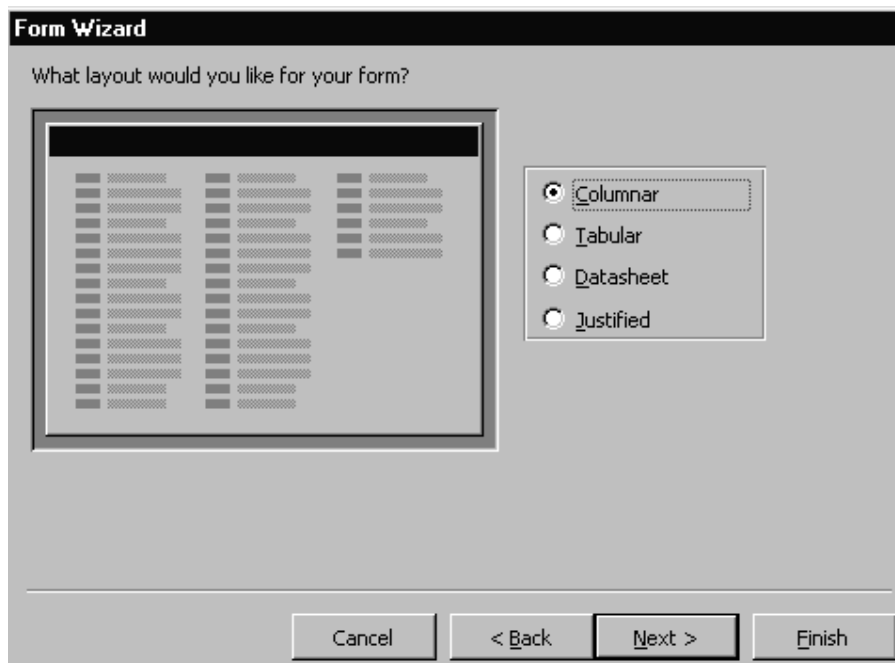 Form Wizard
What layout would you like for your form?
Columnar
Tabular
Datasheet
Justified
Cancel
< Back
Next >
Finish